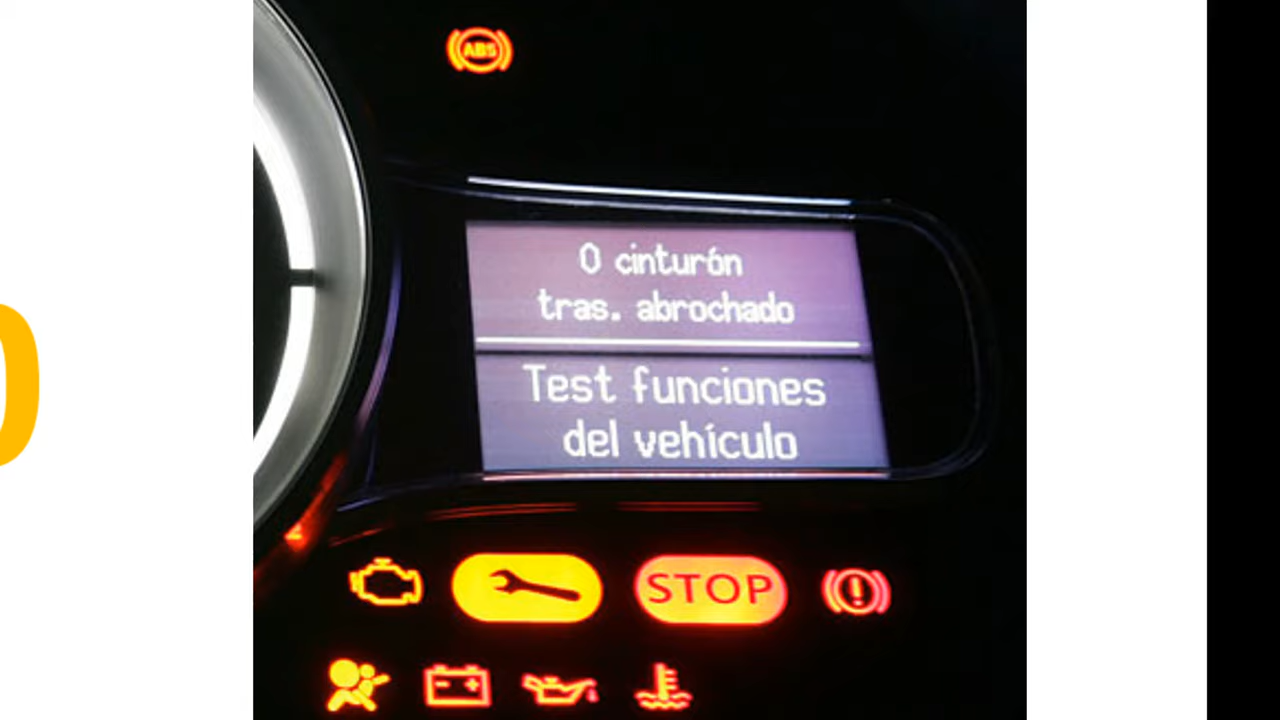 ABS
0 cinturón
tras. abrochado
Test funciones
del vehículo
STOP